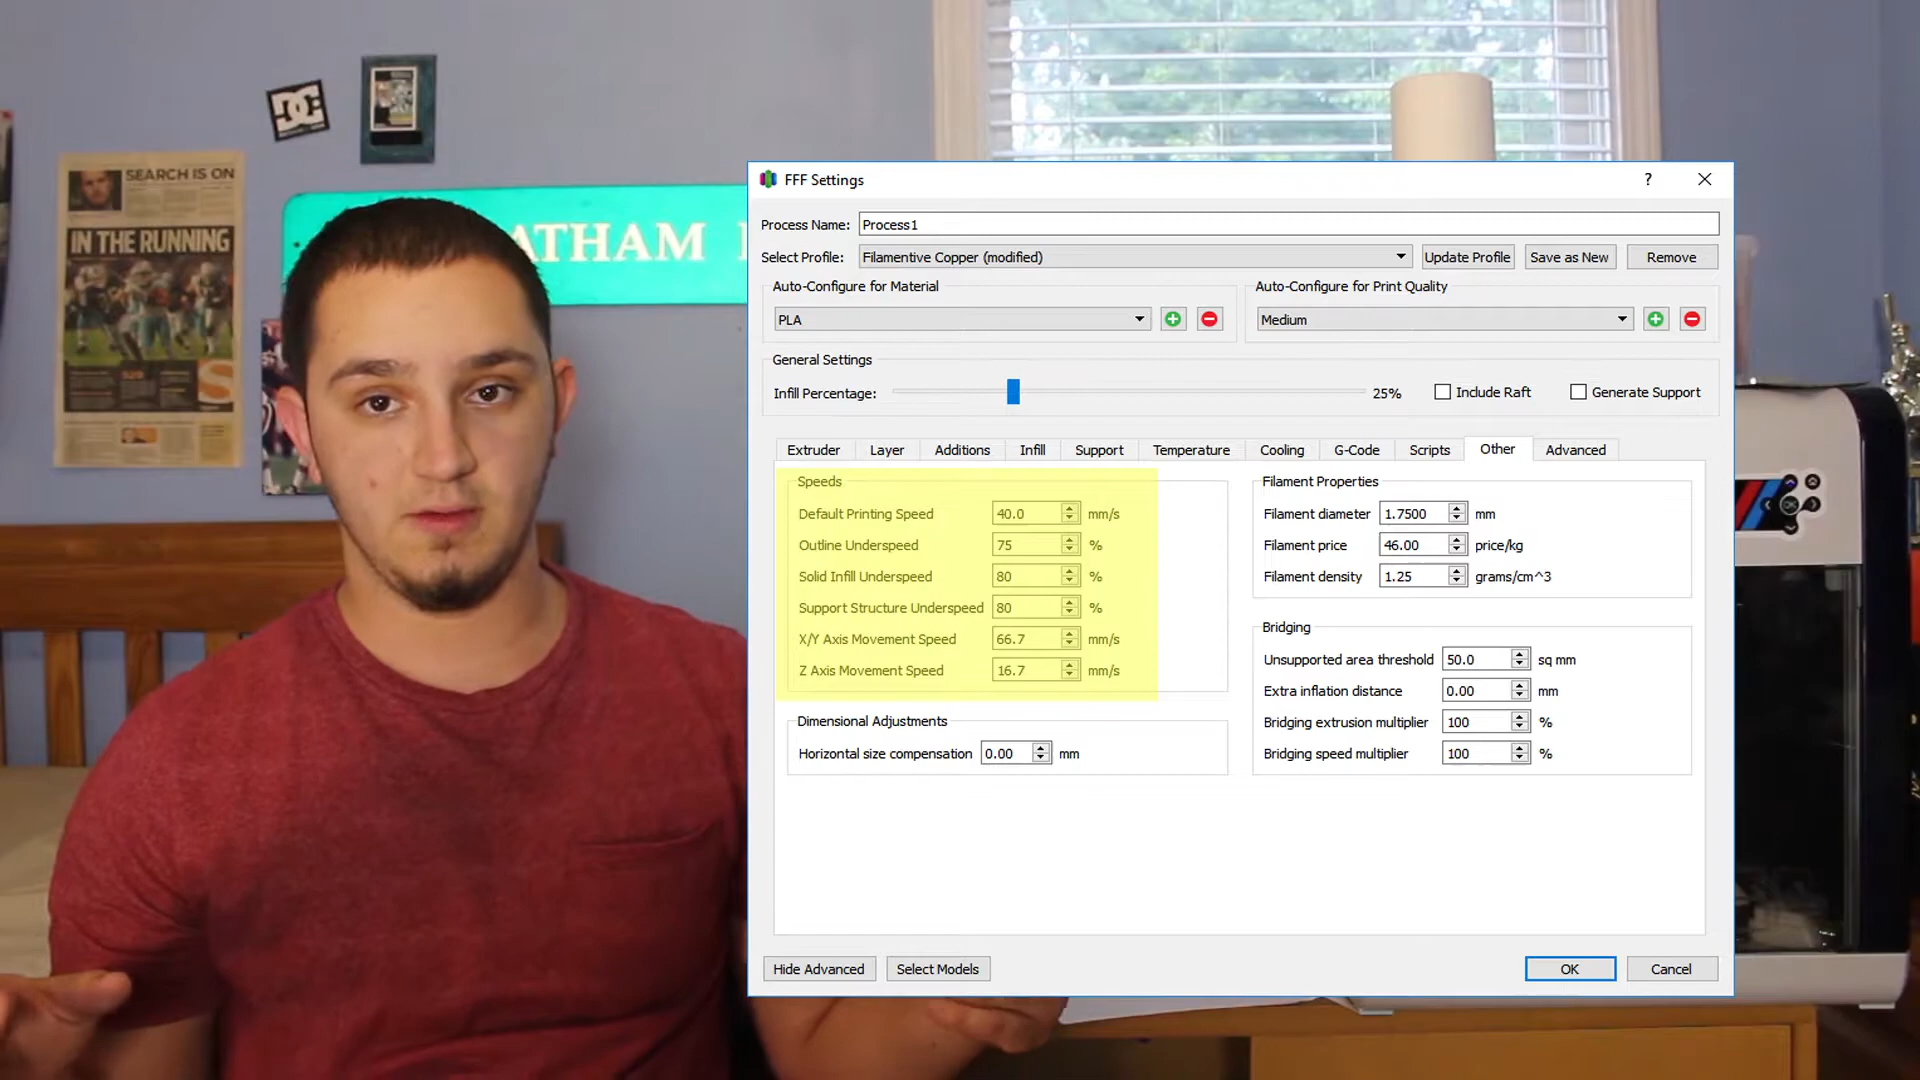 DC
SEARCH IS ON
IN THE RUNNING
ATHAM
FFF Settings
?
Process Name: Process1
Select Profile: Filamentive Copper (modified) Update Profile Save as New Remove
Auto-Configure for Material
PLA
Auto-Configure for Print Quality
Medium
General Settings
Infill Percentage: 25% Include Raft Generate Support
Extruder Layer Additions Infill Support Temperature Cooling G-Code Scripts Other Advanced
Speeds
Default Printing Speed 40.0 mm/s
Outline Underspeed 75 %
Solid Infill Underspeed 80 %
Support Structure Underspeed 80 %
X/Y Axis Movement Speed 66.7 mm/s
Z Axis Movement Speed 16.7 mm/s
Dimensional Adjustments
Horizontal size compensation 0.00 mm
Filament Properties
Filament diameter 1.7500 mm
Filament price 46.00 price/kg
Filament density 1.25 grams/cm^3
Bridging
Unsupported area threshold 50.0 sq mm
Extra inflation distance 0.00 mm
Bridging extrusion multiplier 100 %
Bridging speed multiplier 100 %
Hide Advanced Select Models OK Cancel